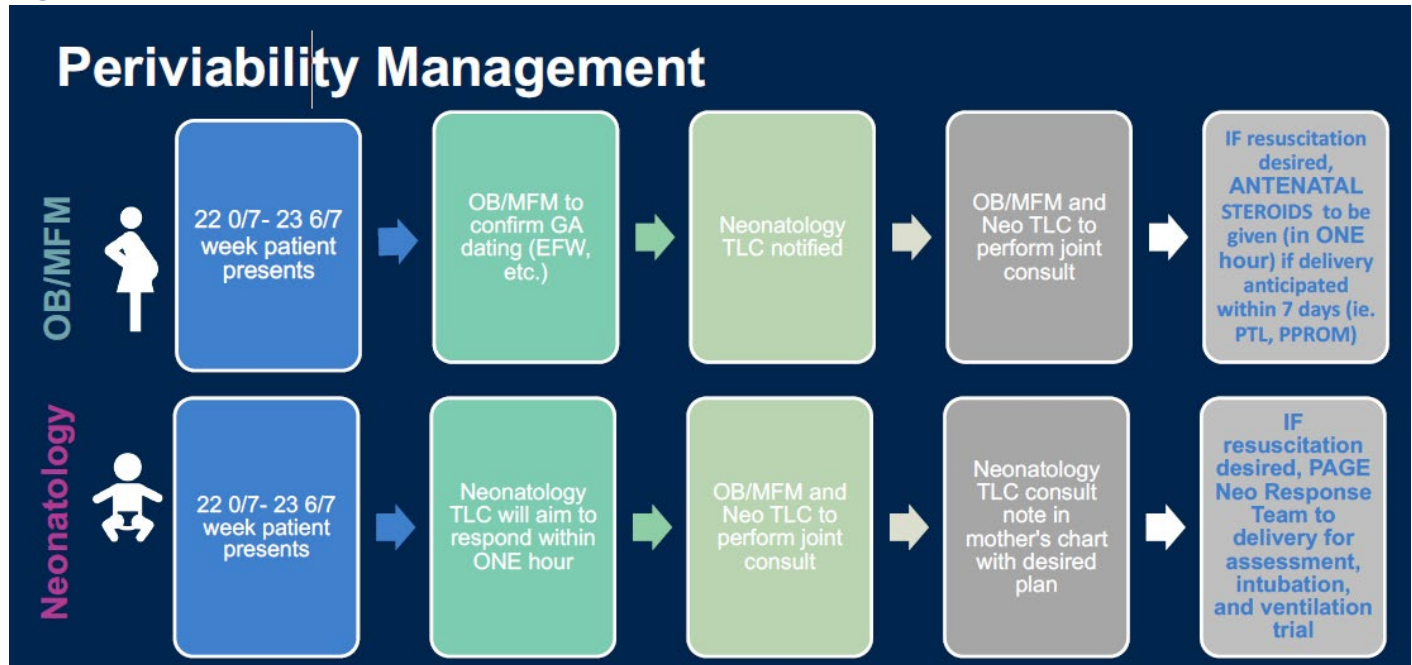 Periviability Management
OB/MFM
22 0/7- 23 6/7
week patient
presents
OB/MFM to
confirm GA
dating (EFW,
etc.)
Neonatology
TLC notified
OB/MFM and
Neo TLC to
perform joint
consult
IF resuscitation
desired,
ANTENATAL
STEROIDS to be
given (in ONE
hour) if delivery
anticipated
within 7 days (ie.
PTL, PPROM)
Neonatology
22 0/7- 23 6/7
week patient
presents
Neonatology
TLC will aim to
respond within
ONE hour
OB/MFM and
Neo TLC to
perform joint
consult
Neonatology
TLC consult
note in
mother's chart
with desired
plan
IF
resuscitation
desired, PAGE
Neo Response
Team to
delivery for
assessment,
intubation,
and ventilation
trial